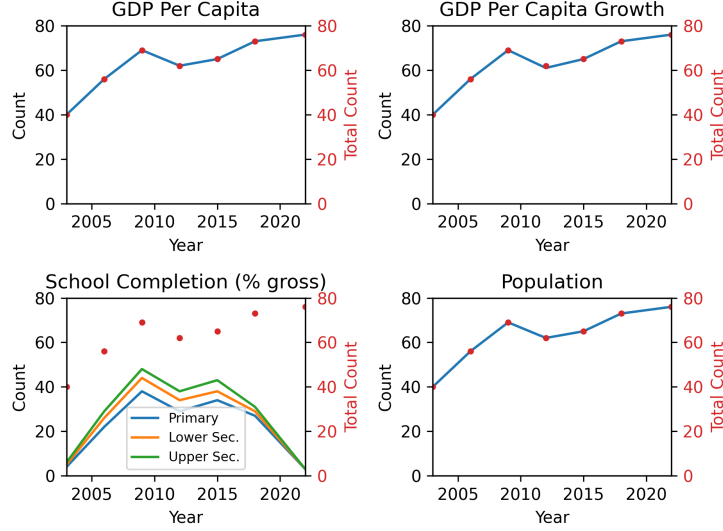 GDP Per Capita
80
60
40
20
0
Count
80
60
40
20
0
Total Count
2005 2010 2015 2020
Year
GDP Per Capita Growth
80
60
40
20
0
Count
80
60
40
20
0
Total Count
2005 2010 2015 2020
Year
School Completion (% gross)
80
60
40
20
0
Count
80
60
40
20
0
Total Count
Primary
Lower Sec.
Upper Sec.
2005 2010 2015 2020
Year
Population
80
60
40
20
0
Count
80
60
40
20
0
Total Count
2005 2010 2015 2020
Year